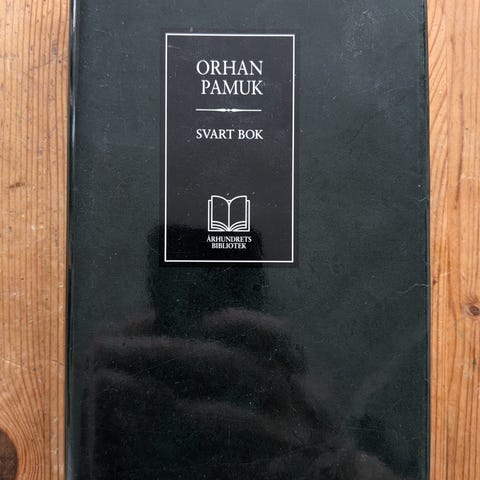 ORHAN
PAMUK
SVART BOK
ÅRHUNDRETS
BIBLIOTEK